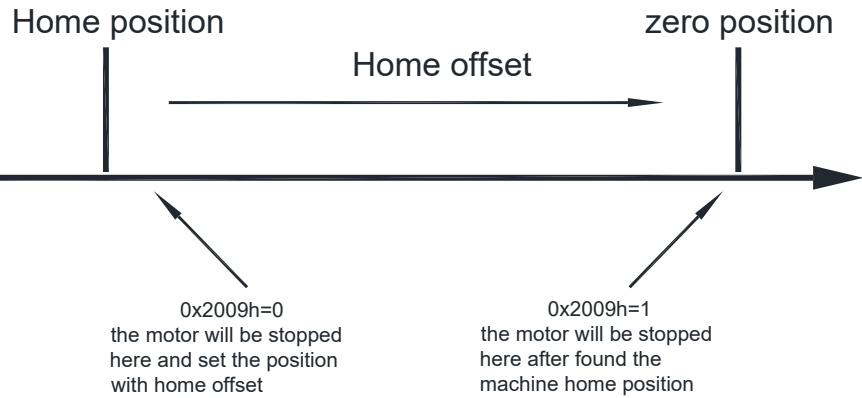 Home position
zero position
Home offset
0x2009h=0
the motor will be stopped
here and set the position
with home offset
0x2009h=1
the motor will be stopped
here after found the
machine home position